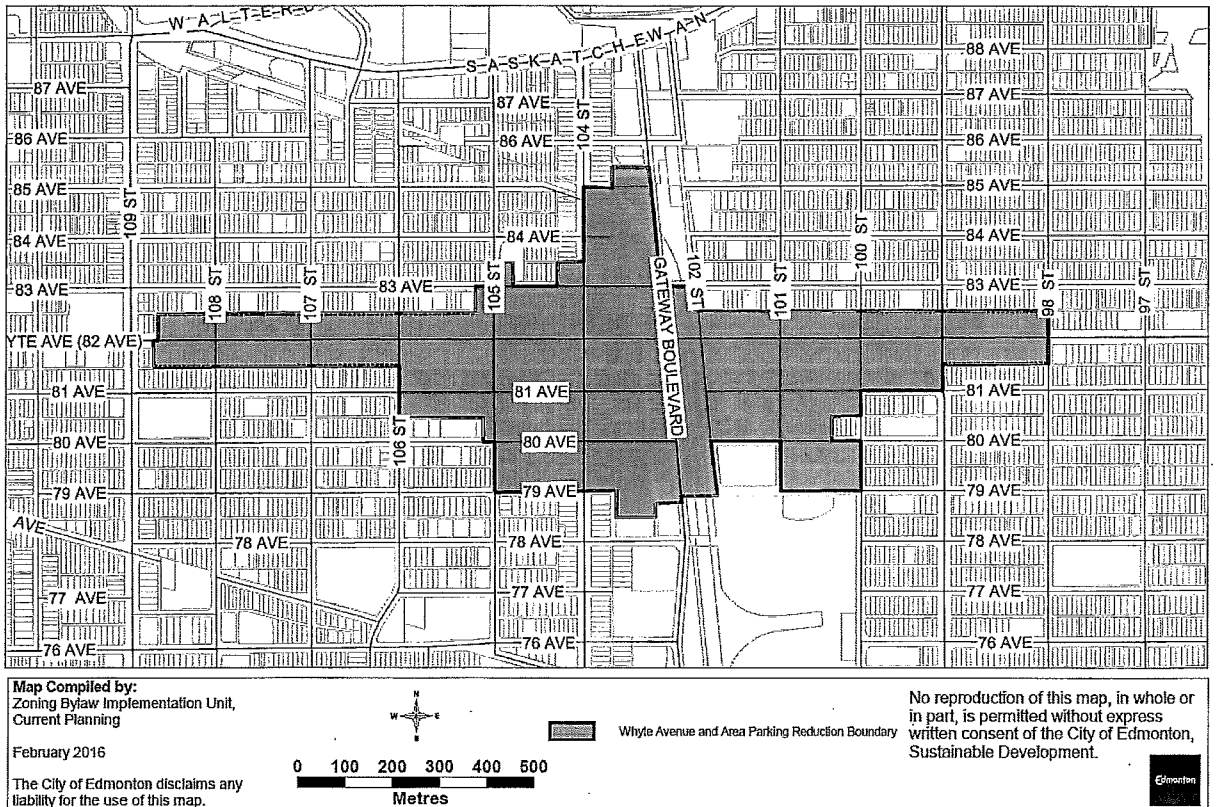 WALTERD
SASKATCHEWAN
88 AVE
87 AVE
87 AVE
87 AVE
104 ST
86 AVE
86 AVE
86 AVE
85 AVE
85 AVE
109 ST
100 ST
84 AVE
84 AVE
84 AVE
GATEWAY BOULEVARD
102 ST
108 ST
107 ST
105 ST
101 ST
98 ST
97 ST
83 AVE
83 AVE
83 AVE
YTE AVE (82 AVE)
81 AVE
81 AVE
81 AVE
106 ST
80 AVE
80 AVE
80 AVE
79 AVE
79 AVE
79 AVE
AVE
78 AVE
78 AVE
78 AVE
77 AVE
77 AVE
77 AVE
76 AVE
76 AVE
76 AVE
Map Compiled by:
Zoning Bylaw Implementation Unit,
Current Planning
February 2016
The City of Edmonton disclaims any
liability for the use of this map.
N
W E
S
0 100 200 300 400 500
Metres
Whyte Avenue and Area Parking Reduction Boundary
No reproduction of this map, in whole or
in part, is permitted without express
written consent of the City of Edmonton,
Sustainable Development.
Edmonton